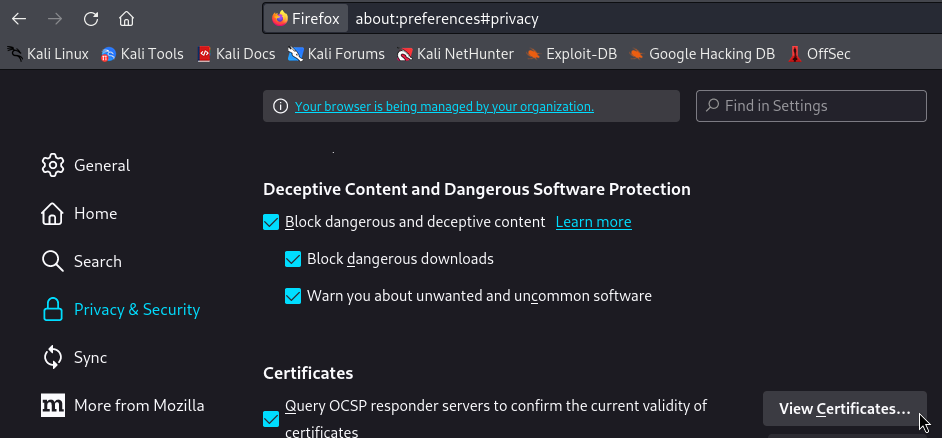 Firefox about:preferences#privacy
Kali Linux Kali Tools Kali Docs Kali Forums Kali NetHunter Exploit-DB Google Hacking DB OffSec
Your browser is being managed by your organization.
Find in Settings
General
Home
Search
Privacy & Security
Sync
More from Mozilla
Deceptive Content and Dangerous Software Protection
Block dangerous and deceptive content Learn more
Block dangerous downloads
Warn you about unwanted and uncommon software
Certificates
Query OCSP responder servers to confirm the current validity of
certificates
View Certificates...